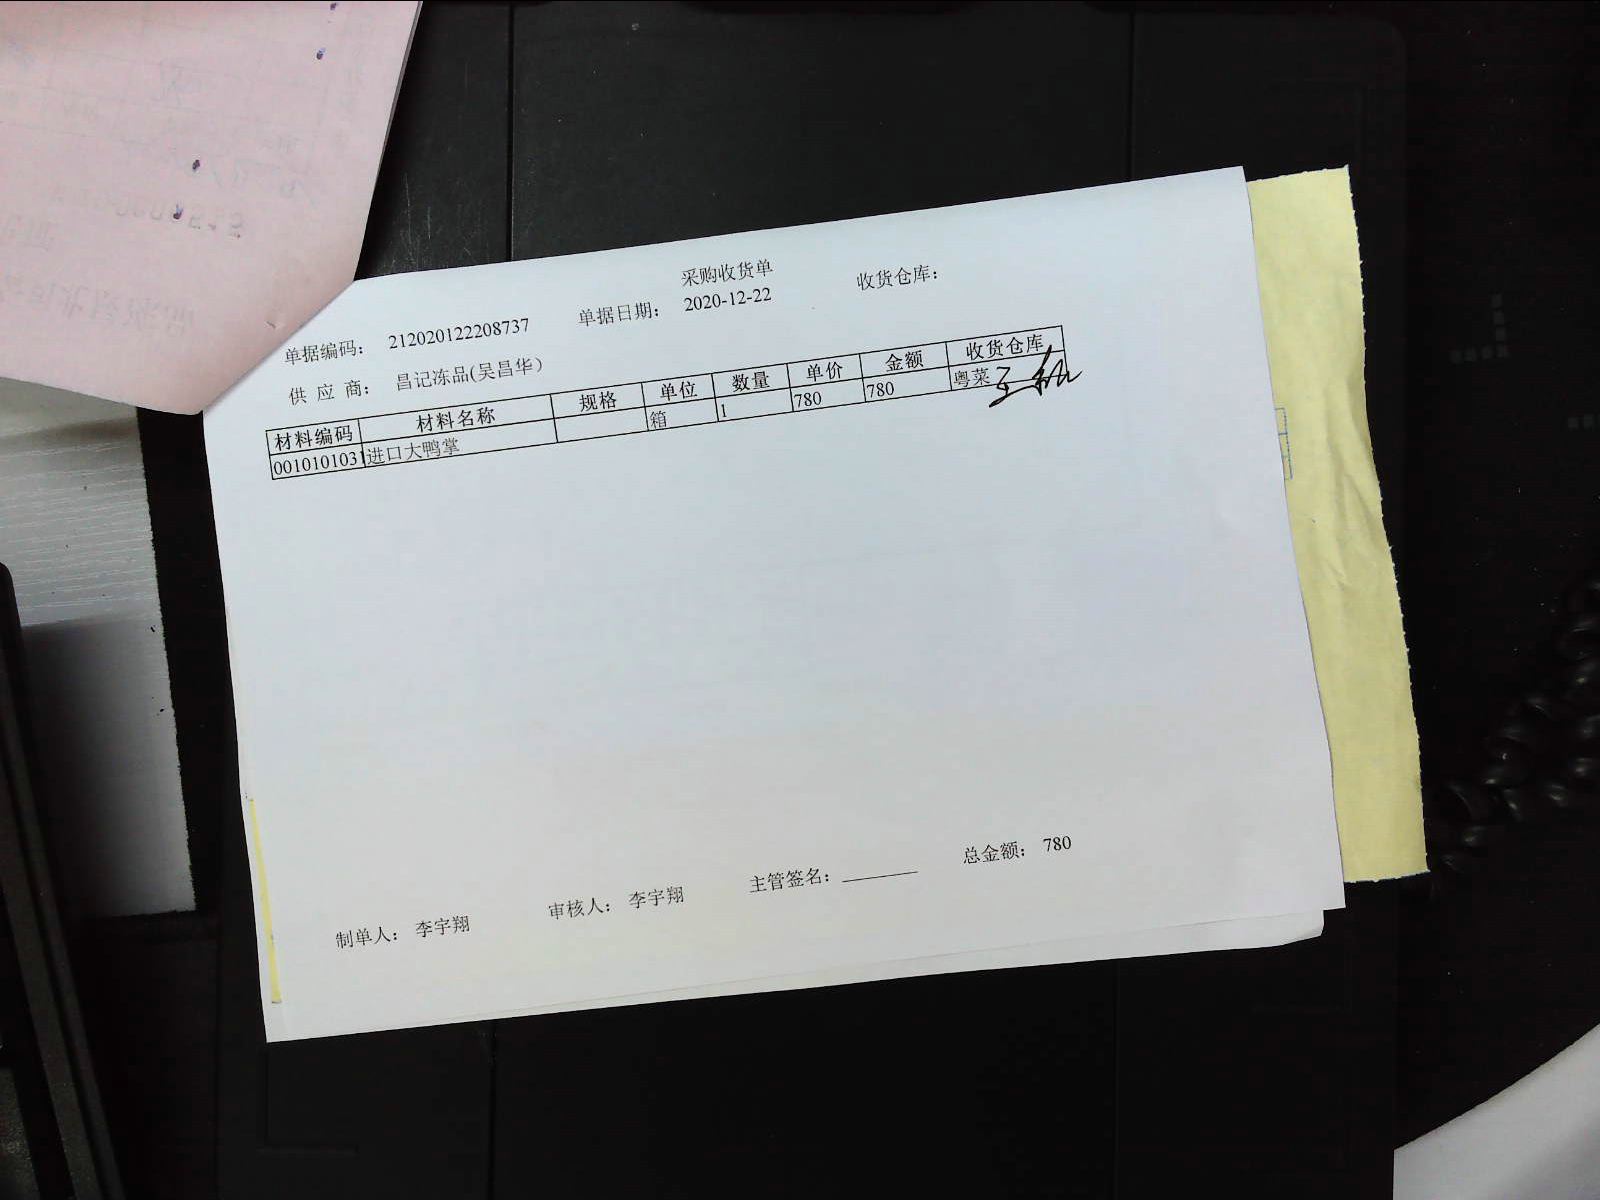 采购收货单
单据编码： 212020122208737 单据日期： 2020-12-22 收货仓库：
供 应 商： 昌记冻品(吴昌华）
材料编码 材料名称 规格 单位 数量 单价 金额 收货仓库
0010101031 进口大鸭掌 箱 1 780 780 粤菜
制单人： 李宇翔 审核人： 李宇翔 主管签名： 总金额： 780